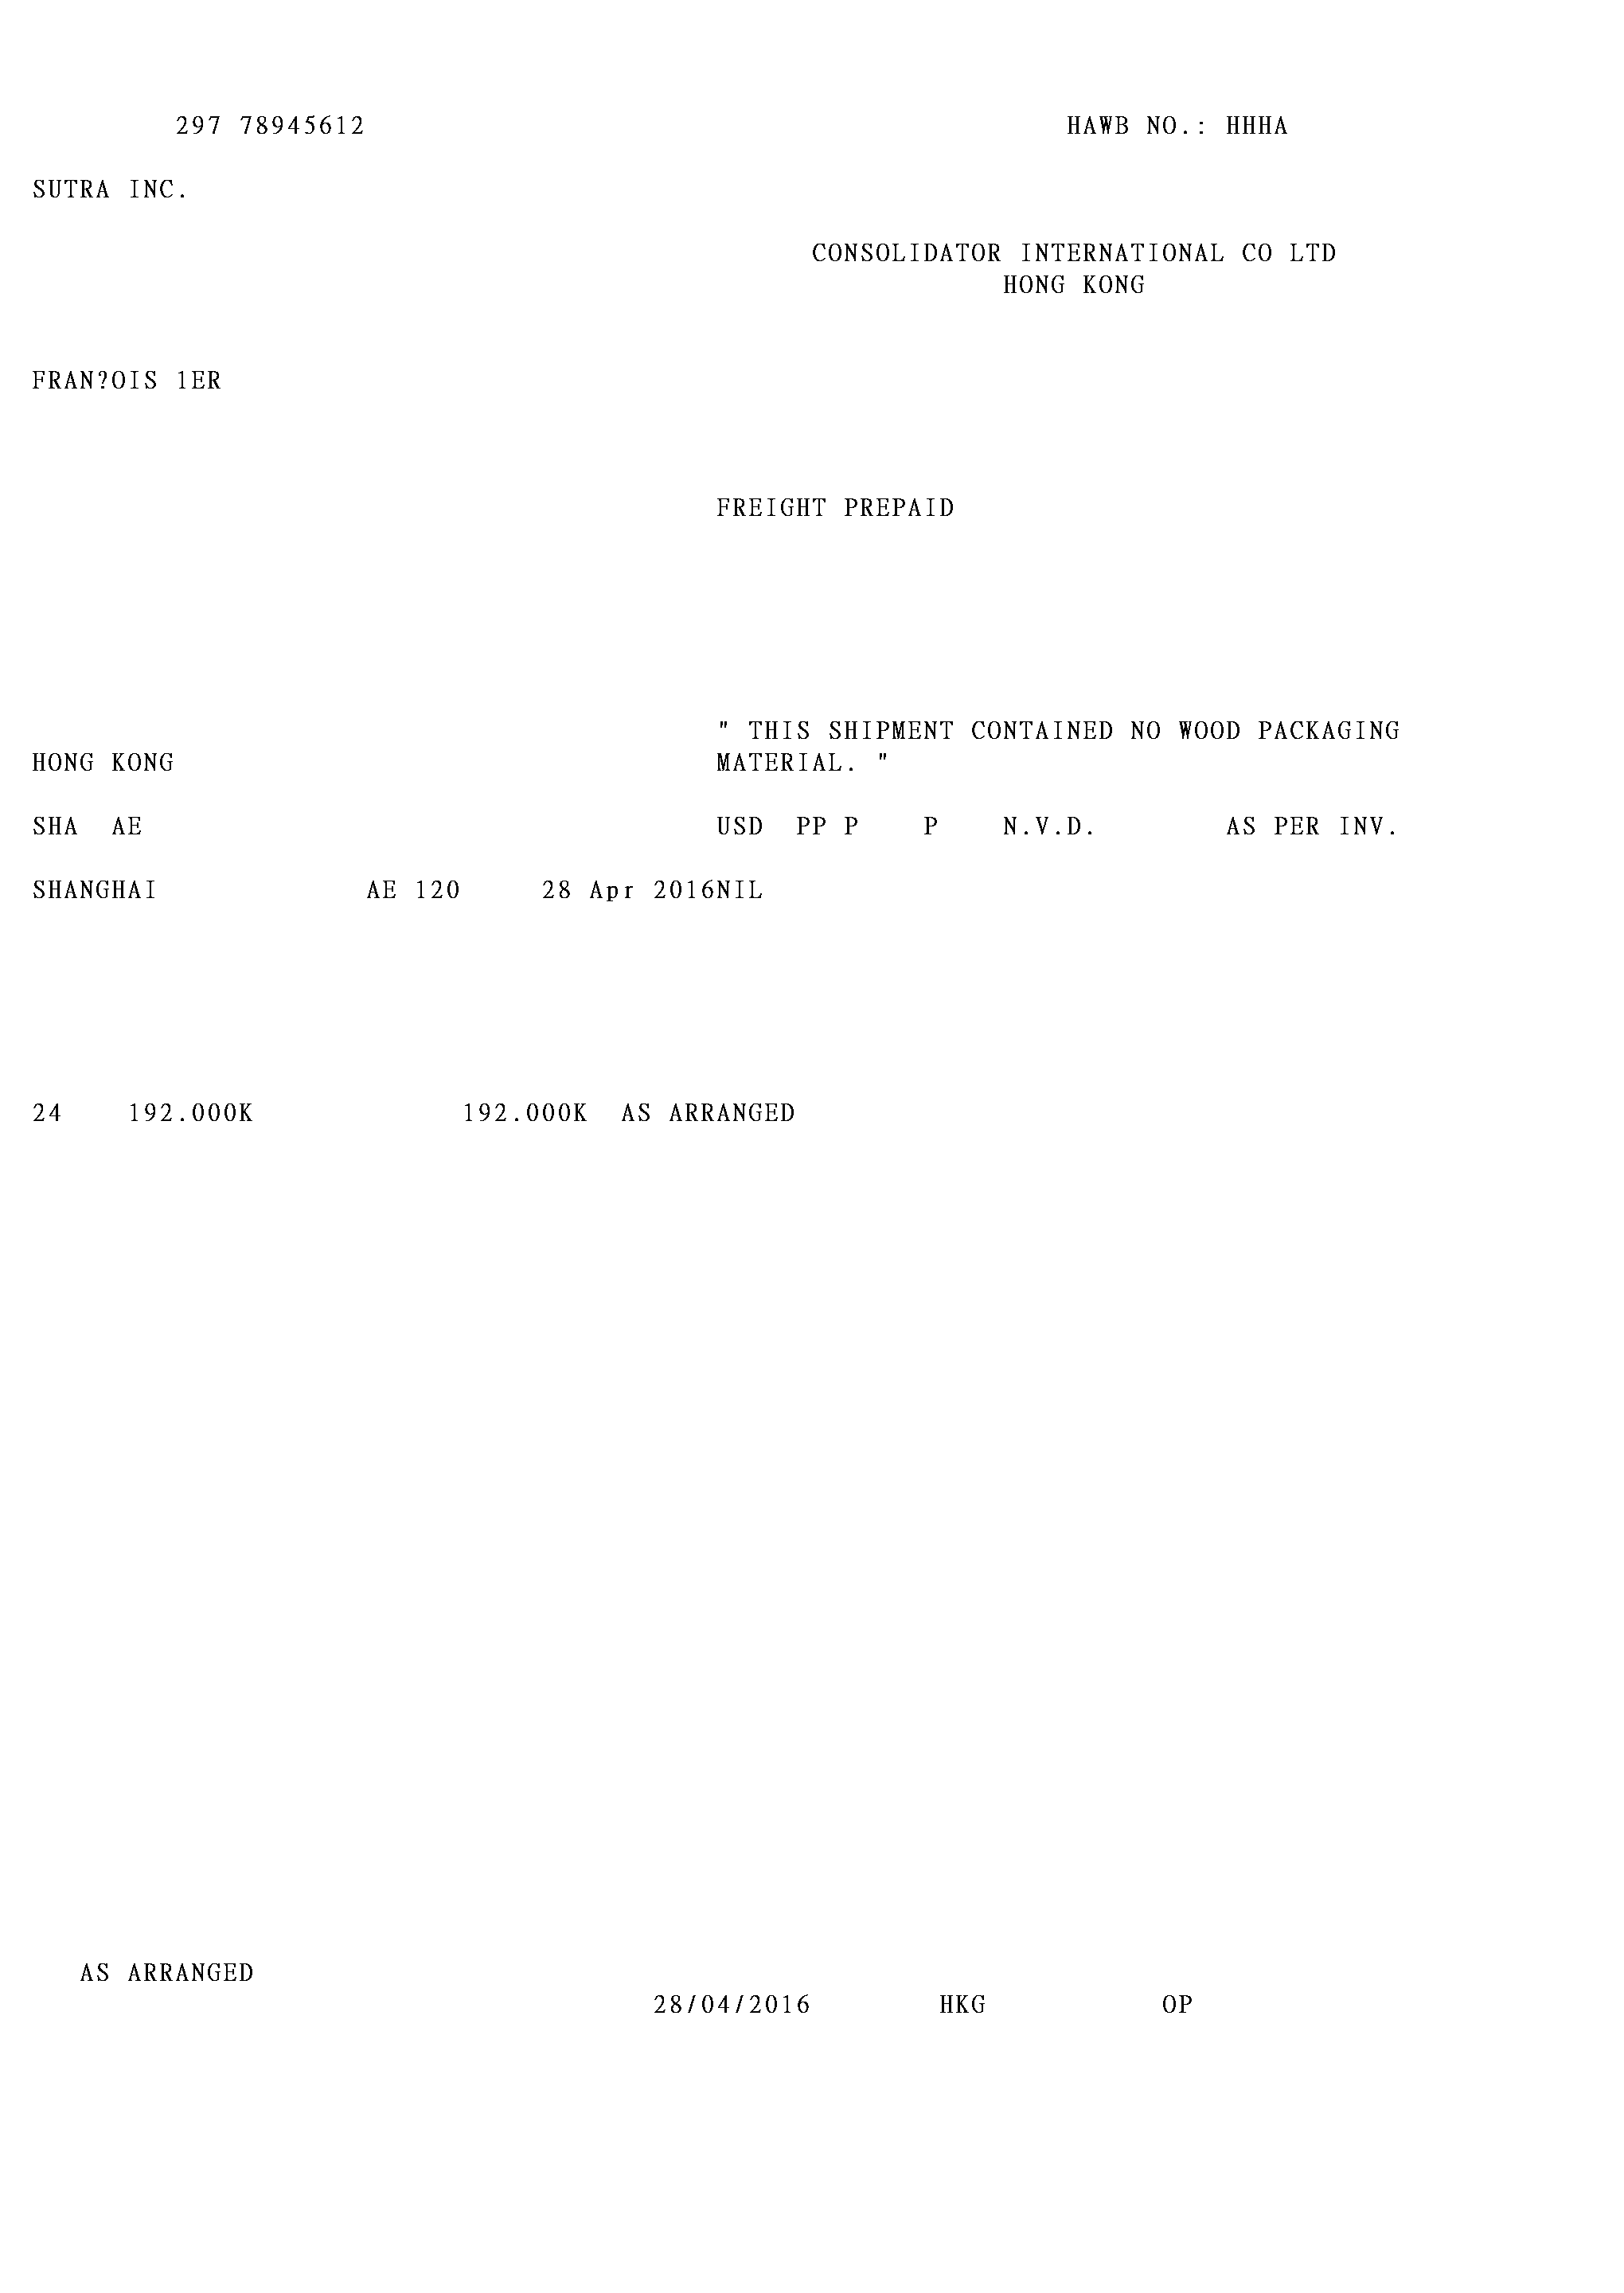 297 78945612 HAWB NO.: HHHA
SUTRA INC.
CONSOLIDATOR INTERNATIONAL CO LTD
HONG KONG
FRAN?OIS 1ER
FREIGHT PREPAID
" THIS SHIPMENT CONTAINED NO WOOD PACKAGING
HONG KONG MATERIAL. "
SHA AE USD PP P P N.V.D. AS PER INV.
SHANGHAI AE 120 28 Apr 2016NIL
24 192.000K 192.000K AS ARRANGED
AS ARRANGED
28/04/2016 HKG OP